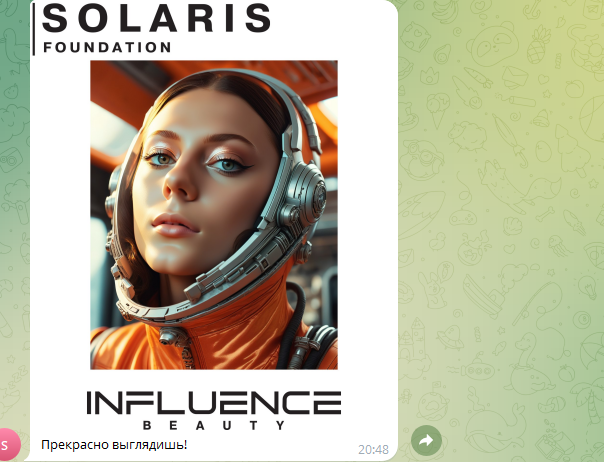 SOLARIS
FOUNDATION
INFLUENCE
BEAUTY
S
Прекрасно выглядишь!
20:48